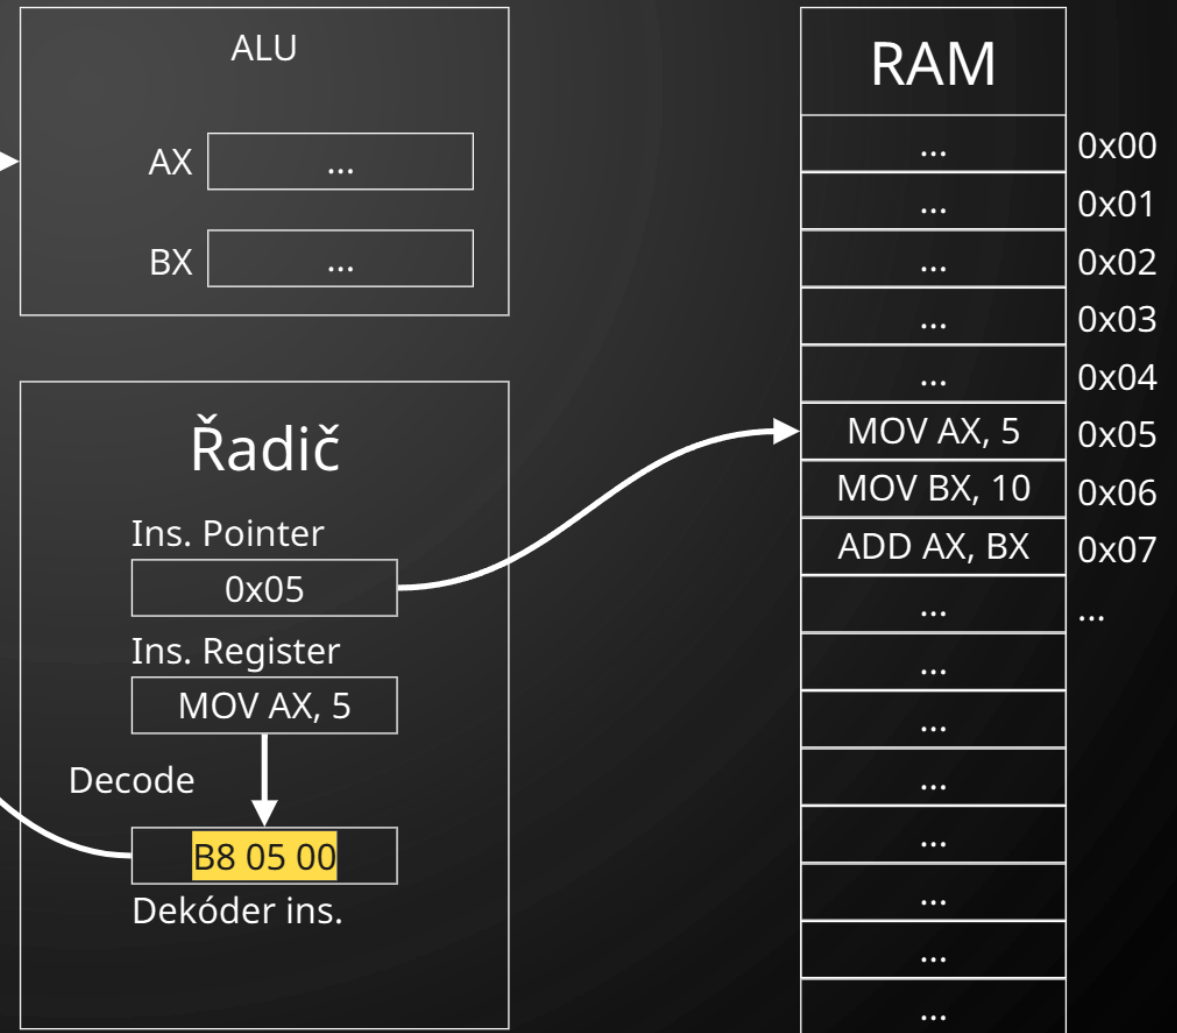 ALU
AX ...
BX ...
Řadič
Ins. Pointer
0x05
Ins. Register
MOV AX, 5
Decode
B8 05 00
Dekóder ins.
RAM
... 0x00
... 0x01
... 0x02
... 0x03
... 0x04
MOV AX, 5 0x05
MOV BX, 10 0x06
ADD AX, BX 0x07
... ...
...
...
...
...
...
...
...